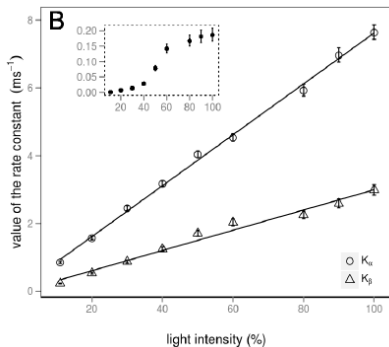 B
0.20
0.15
0.10
0.05
0.00
20 40 60 80 100
8
6
4
2
0
value of the rate constant (ms⁻¹)
20 40 60 80 100
light intensity (%)
Kα
Kβ